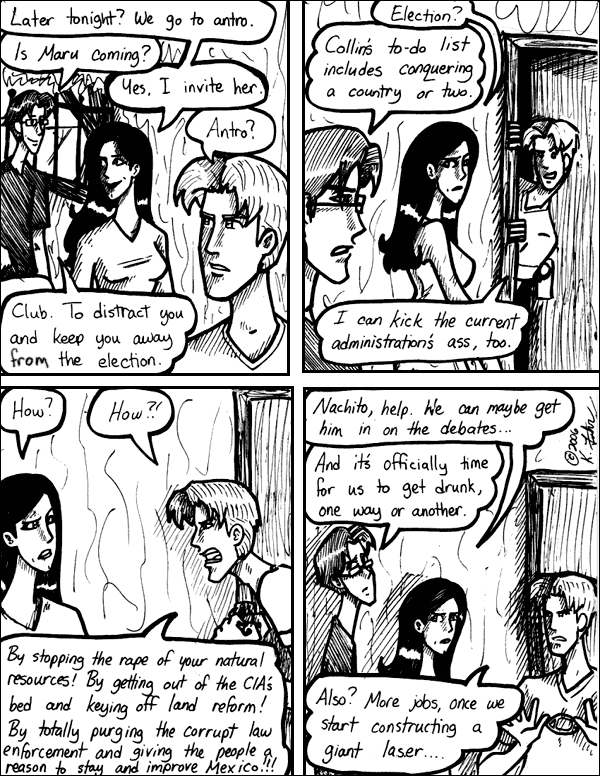 Later tonight? We go to antro.
Is Maru coming?
Yes, I invite her.
Antro?
Club. To distract you
and keep you away
from the election.
Election?
Collin's to-do list
includes conquering
a country or two.
I can kick the current
administration's ass, too.
How?
How?!
By stopping the rape of your natural
resources! By getting out of the CIA's
bed and keying off land reform!
By totally purging the corrupt law
enforcement and giving the people a
reason to stay and improve Mexico!!!
Nachito, help. We can maybe get
him in on the debates...
And it's officially time
for us to get drunk,
one way or another.
Also? More jobs, once we
start constructing a
giant laser....
©2006